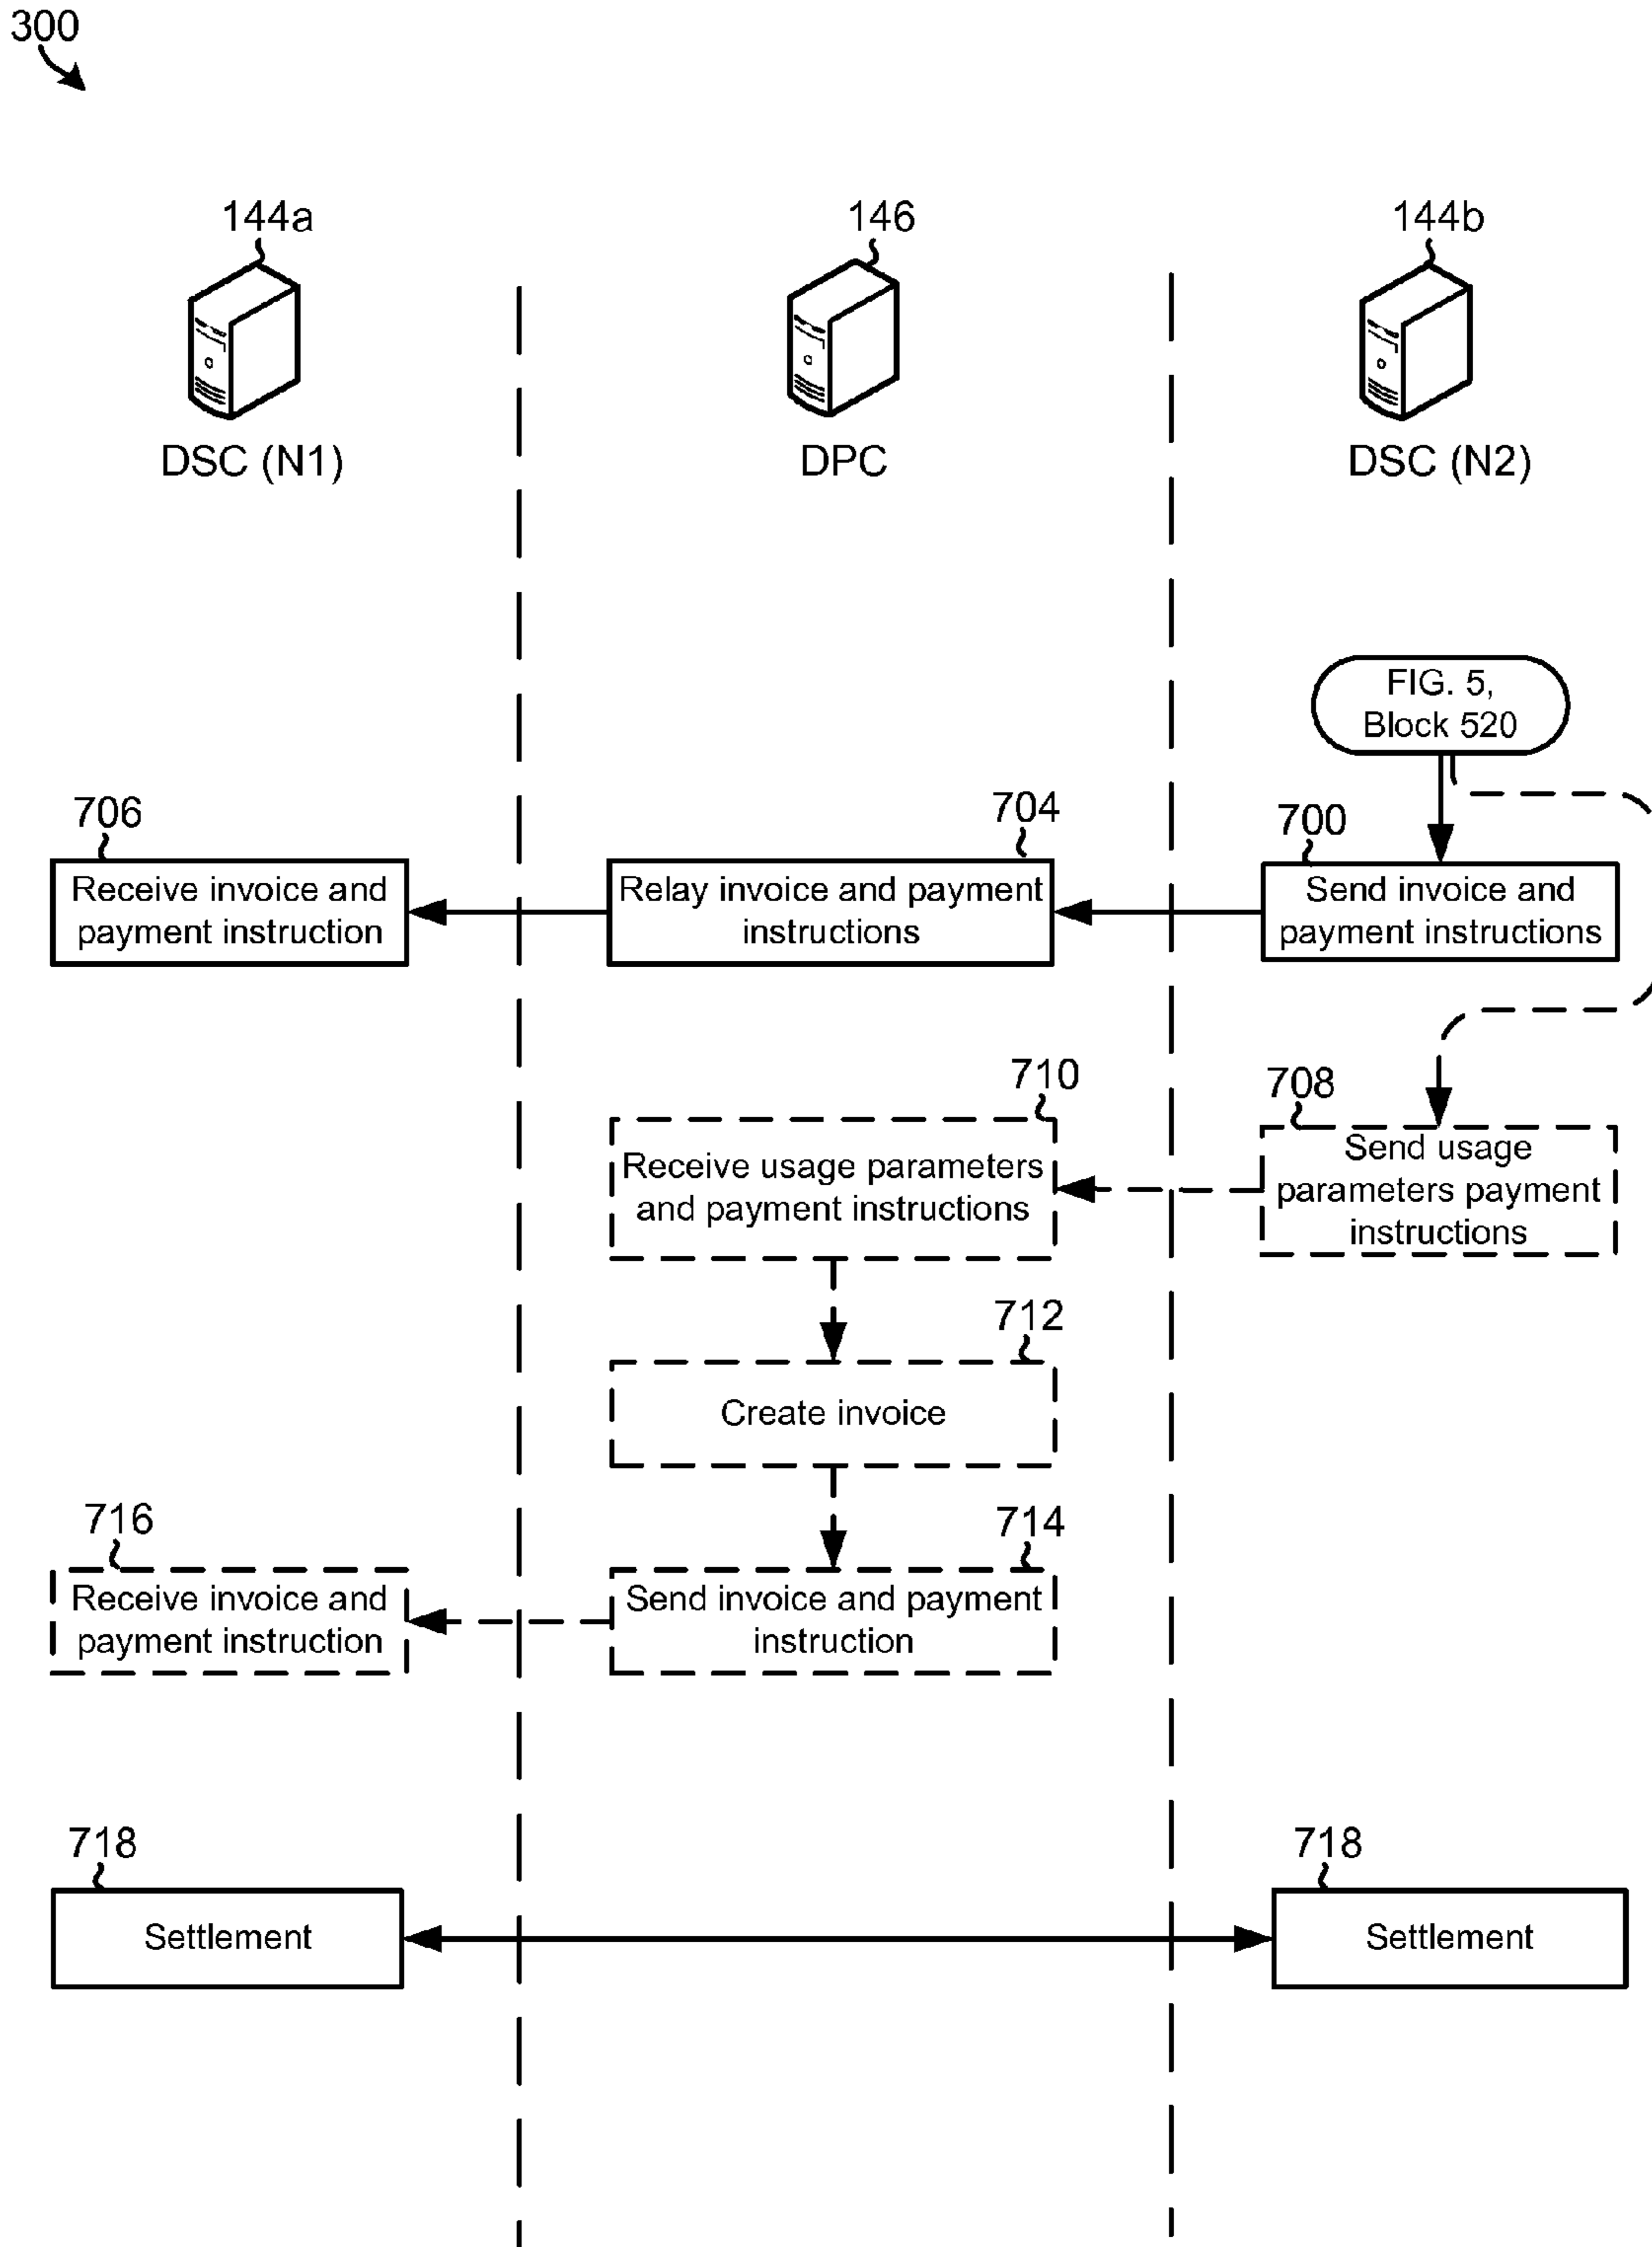 300
144a
146
144b
DSC (N1)
DPC
DSC (N2)
FIG. 5,
Block 520
706
704
700
Receive invoice and
payment instruction
Relay invoice and payment
instructions
Send invoice and
payment instructions
710
708
Receive usage parameters
and payment instructions
Send usage
parameters payment
instructions
712
Create invoice
716
714
Receive invoice and
payment instruction
Send invoice and payment
instruction
718
718
Settlement
Settlement